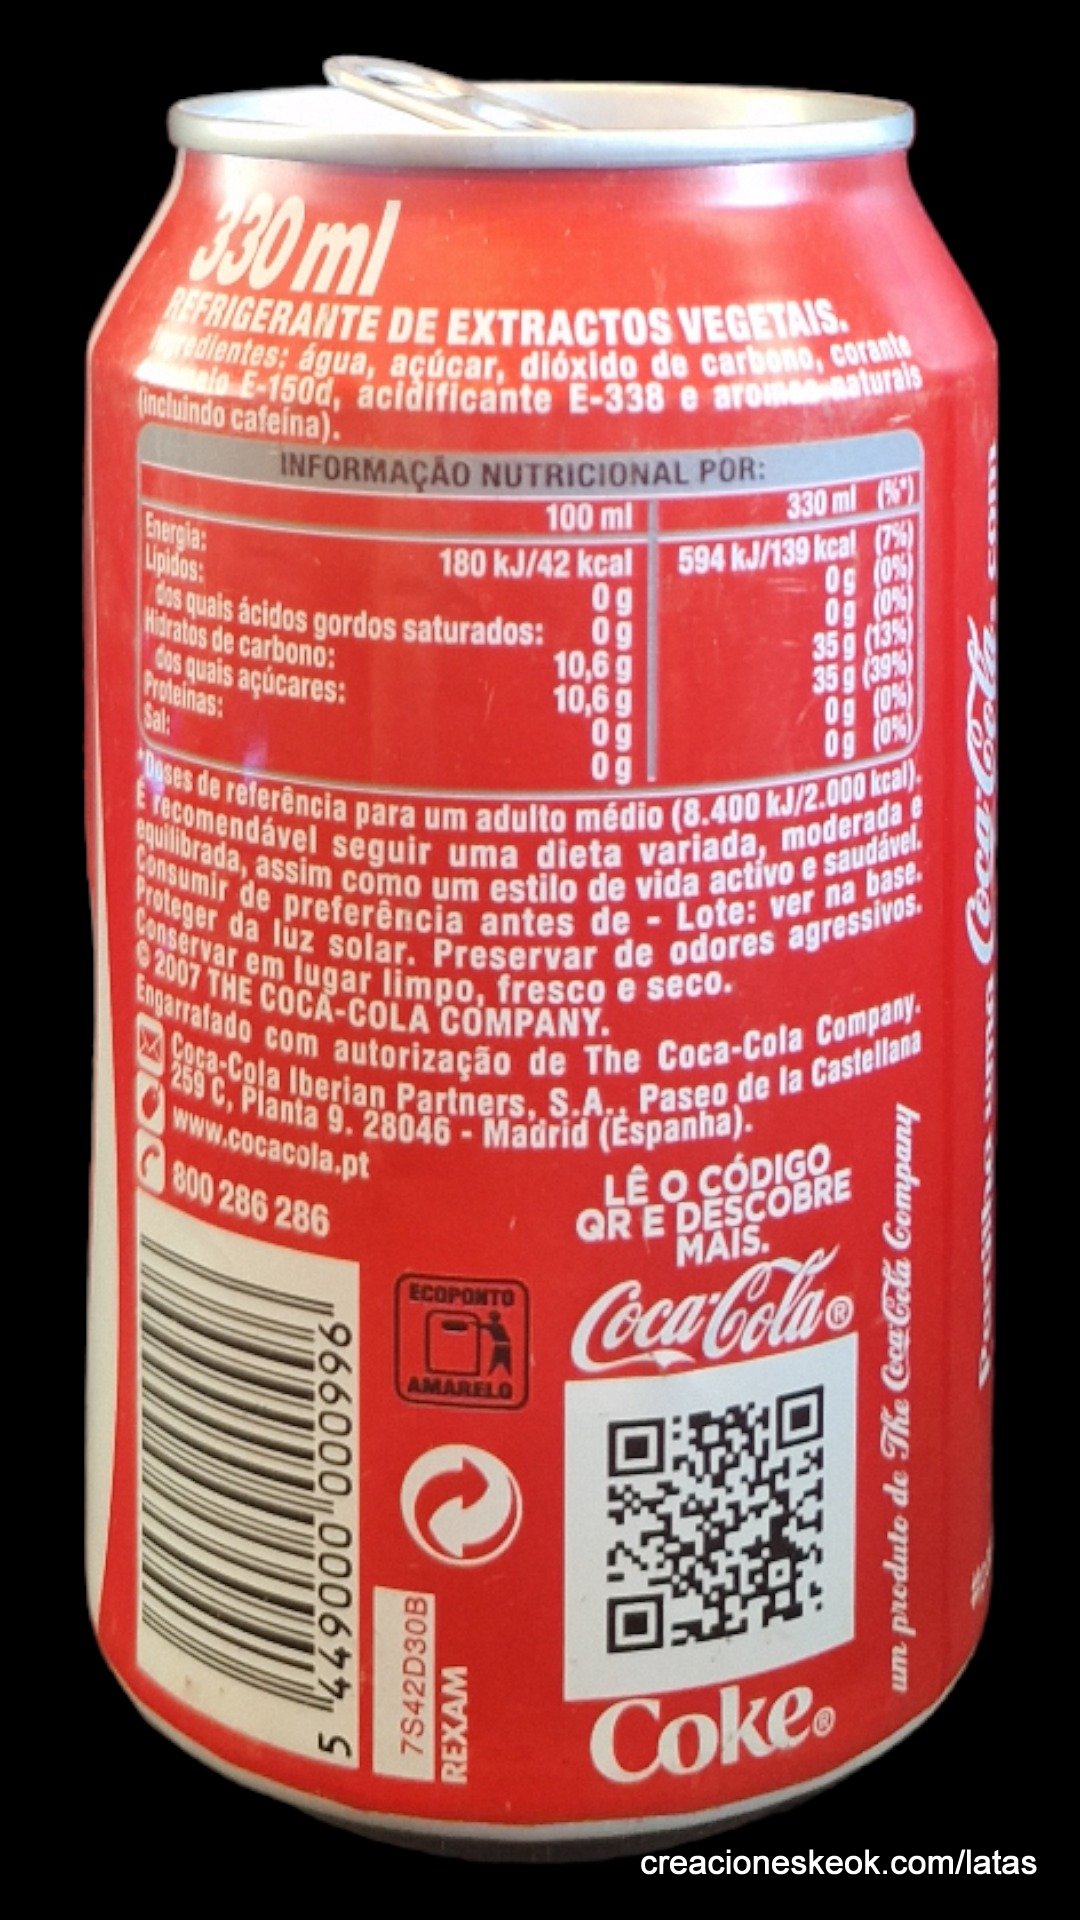 330 ml
REFRIGERANTE DE EXTRACTOS VEGETAIS.
Ingredientes: água, açúcar, dióxido de carbono, corante
E-150d, acidificante E-338 e aromas naturais
(incluindo cafeína).
INFORMAÇÃO NUTRICIONAL POR:
100 ml 330 ml (%*)
Energia: 180 kJ/42 kcal 594 kJ/139 kcal (7%)
Lípidos: 0 g 0 g (0%)
dos quais ácidos gordos saturados: 0 g 0 g (0%)
Hidratos de carbono: 10,6 g 35 g (13%)
dos quais açúcares: 10,6 g 35 g (39%)
Proteínas: 0 g 0 g (0%)
Sal: 0 g 0 g (0%)
*Doses de referência para um adulto médio (8.400 kJ/2.000 kcal).
É recomendável seguir uma dieta variada, moderada e
equilibrada, assim como um estilo de vida activo e saudável.
Consumir de preferência antes de - Lote: ver na base.
Proteger da luz solar. Preservar de odores agressivos.
Conservar em lugar limpo, fresco e seco.
© 2007 THE COCA-COLA COMPANY.
Engarrafado com autorização de The Coca-Cola Company.
Coca-Cola Iberian Partners, S.A., Paseo de la Castellana
259 C, Planta 9. 28046 - Madrid (Espanha).
www.cocacola.pt
800 286 286
LÊ O CÓDIGO
QR E DESCOBRE
MAIS.
Coca-Cola®
ECOPONTO
AMARELO
5 449000 000996
7S42D30B
REXAM
Coke®
um produto de The Coca-Cola Company
uma Coca-Cola com
creacioneskeok.com/latas